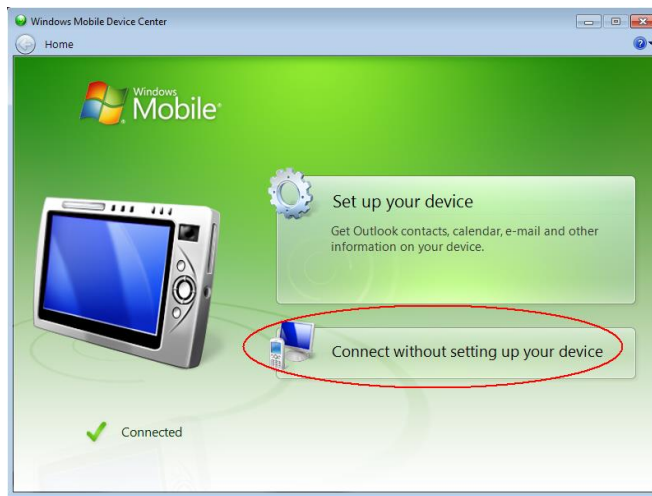 Windows Mobile Device Center
Home
Windows
Mobile
Set up your device
Get Outlook contacts, calendar, e-mail and other
information on your device.
Connect without setting up your device
Connected